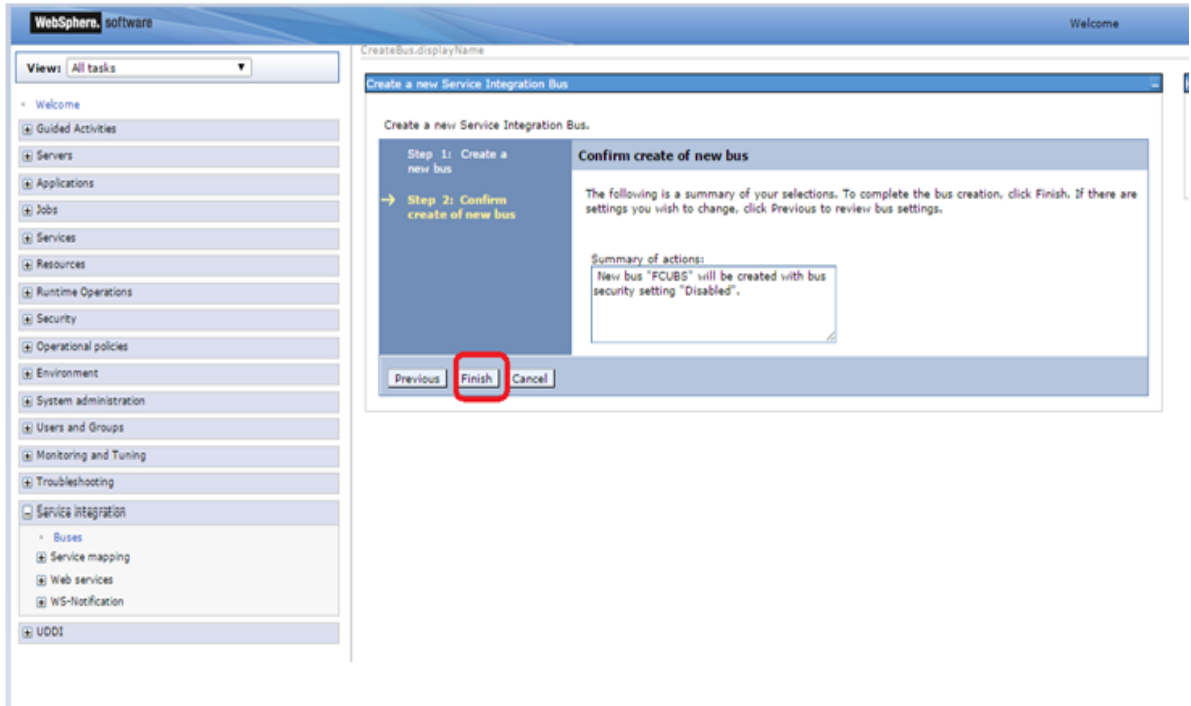 WebSphere. software
Welcome
View: All tasks
CreateBus.displayName
Welcome
Guided Activities
Servers
Applications
Jobs
Services
Resources
Runtime Operations
Security
Operational policies
Environment
System administration
Users and Groups
Monitoring and Tuning
Troubleshooting
Service integration
Buses
Service mapping
Web services
WS-Notification
UDDI
Create a new Service Integration Bus
Create a new Service Integration Bus.
Step 1: Create a
new bus
Step 2: Confirm
create of new bus
Confirm create of new bus
The following is a summary of your selections. To complete the bus creation, click Finish. If there are
settings you wish to change, click Previous to review bus settings.
Summary of actions:
New bus "FCUBS" will be created with bus
security setting "Disabled".
Previous Finish Cancel